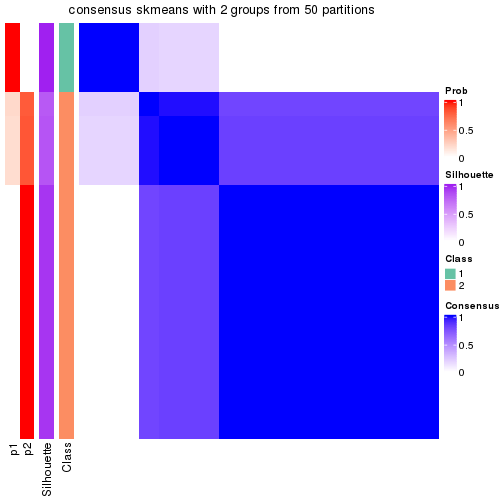 consensus skmeans with 2 groups from 50 partitions
Prob
1
0.5
0
Silhouette
1
0.5
0
Class
1
2
Consensus
1
0.5
0
p1
p2
Silhouette
Class